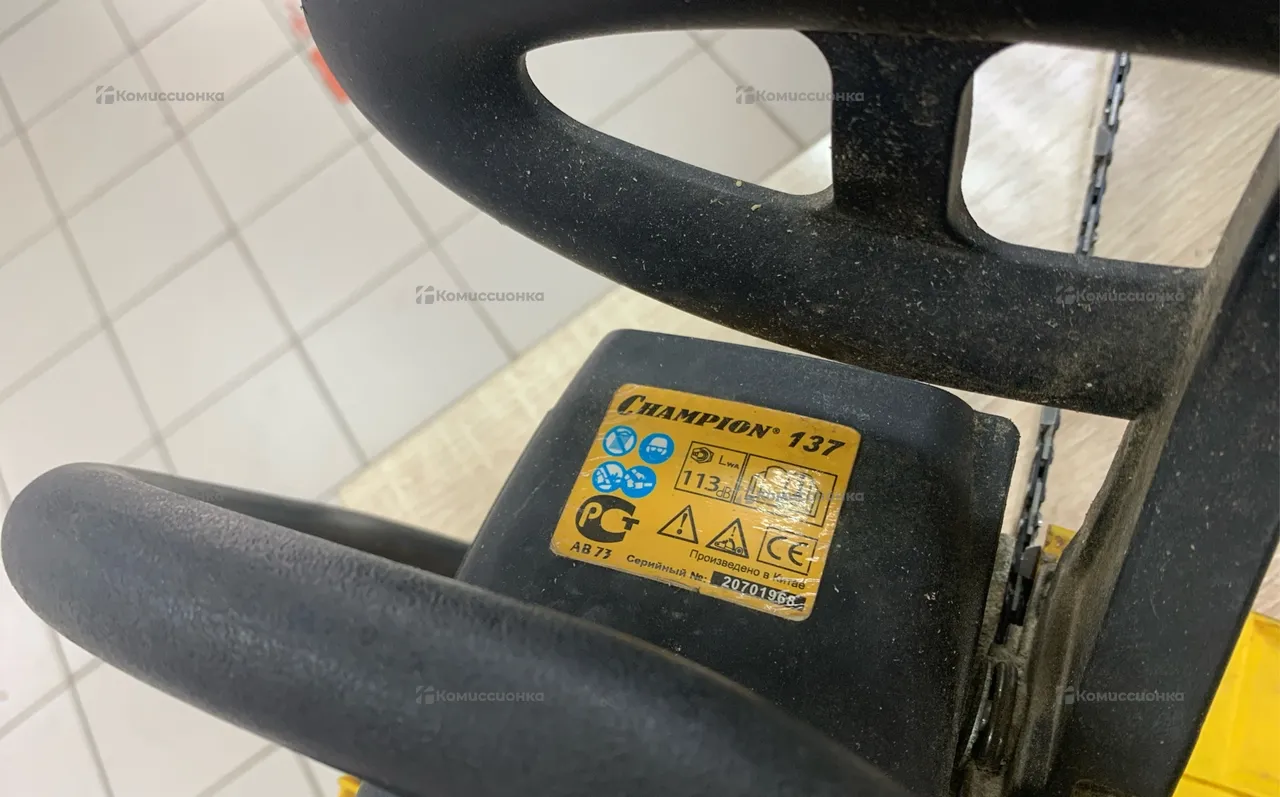 Комиссионка
Комиссионка
Комиссионка
Комиссионка
CHAMPION® 137
LWA
113 dB
РСТ
АВ 73
CE
Произведено в Китае
Серийный №: 20701968
Комиссионка
Комиссионка